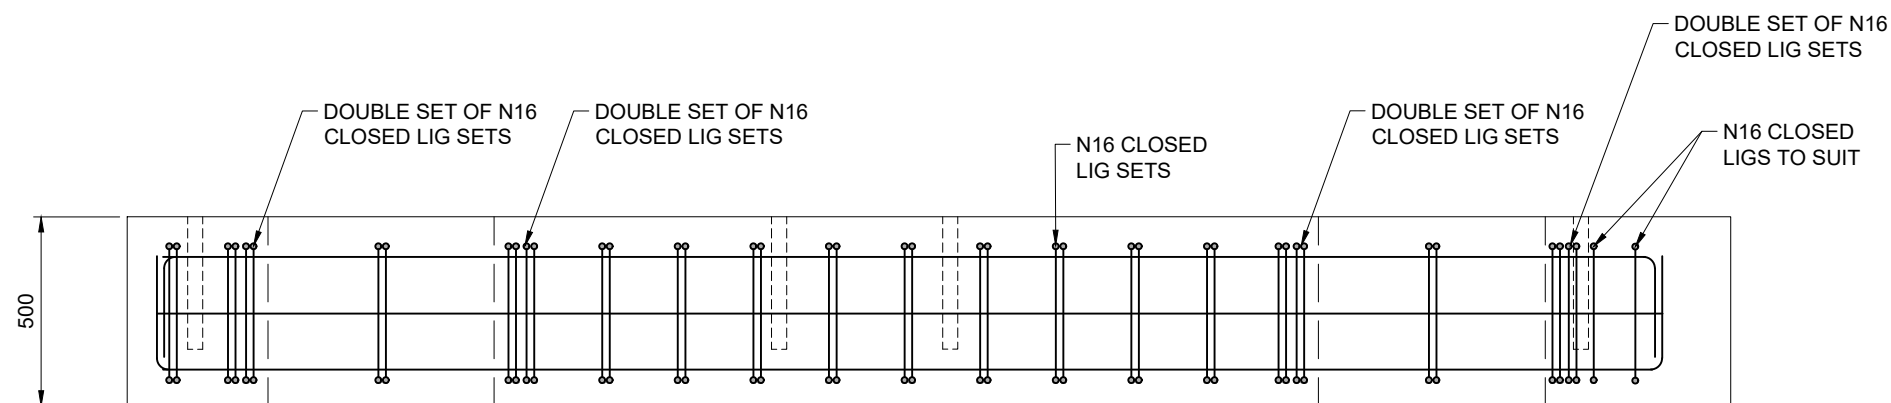 DOUBLE SET OF N16
CLOSED LIG SETS
DOUBLE SET OF N16
CLOSED LIG SETS
DOUBLE SET OF N16
CLOSED LIG SETS
DOUBLE SET OF N16
CLOSED LIG SETS
N16 CLOSED
LIGS TO SUIT
N16 CLOSED
LIG SETS
500